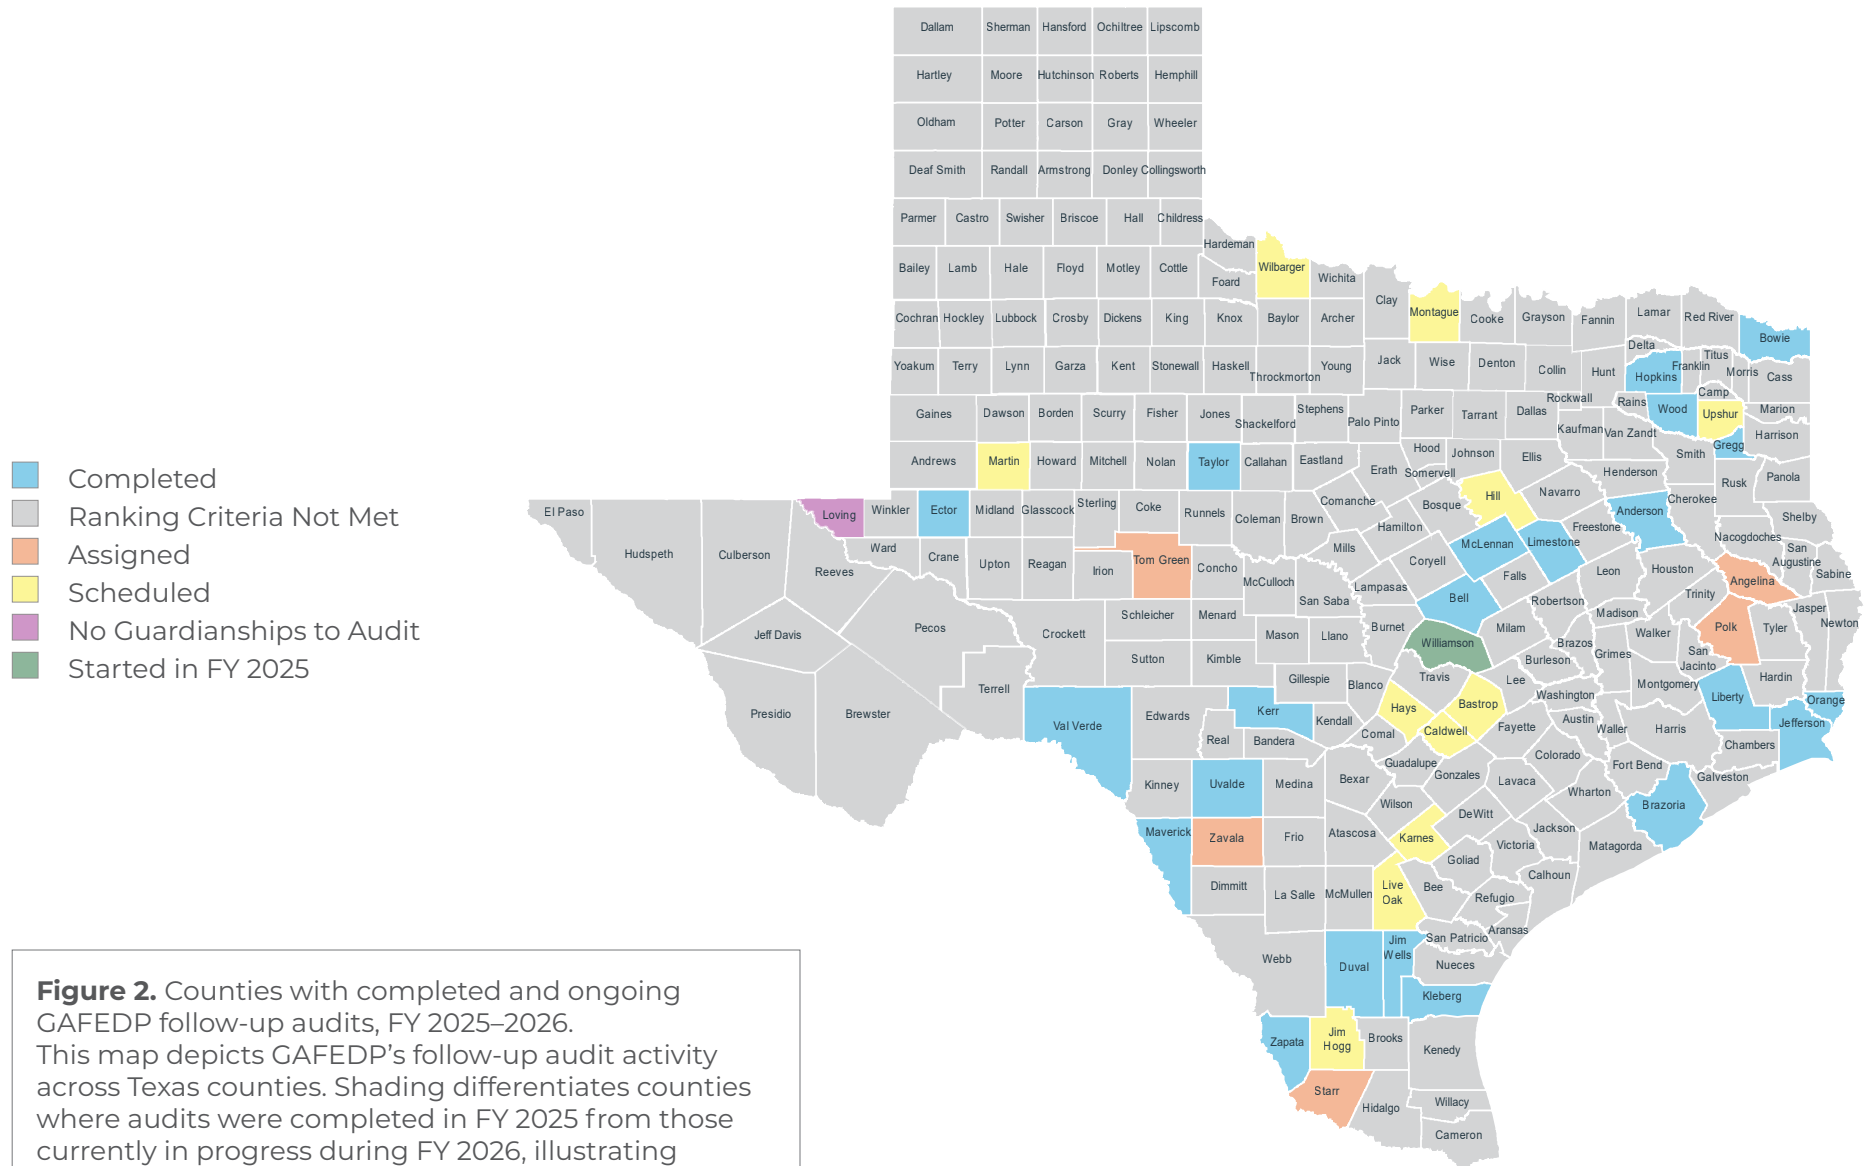 Dallam Sherman Hansford Ochiltree Lipscomb
Hartley Moore Hutchinson Roberts Hemphill
Oldham Potter Carson Gray Wheeler
Deaf Smith Randall Armstrong Donley Collingsworth
Parmer Castro Swisher Briscoe Hall Childress
Hardeman
Bailey Lamb Hale Floyd Motley Cottle Foard Wilbarger Wichita
Clay Montague Cooke Grayson Fannin Lamar Red River Bowie
Cochran Hockley Lubbock Crosby Dickens King Knox Baylor Archer
Delta Titus
Yoakum Terry Lynn Garza Kent Stonewall Haskell Throckmorton Young Jack Wise Denton Collin Hunt Hopkins Franklin Morris Cass
Camp
Gaines Dawson Borden Scurry Fisher Jones Shackelford Stephens Palo Pinto Parker Tarrant Dallas Rockwall Rains Wood Upshur Marion
Kaufman Van Zandt Gregg Harrison
Andrews Martin Howard Mitchell Nolan Taylor Callahan Eastland Erath Hood Somervell Johnson Ellis Henderson Smith Rusk Panola
El Paso Hudspeth Culberson Reeves Loving Winkler Ector Midland Glasscock Sterling Coke Runnels Coleman Brown Comanche Hamilton Bosque Hill Navarro Freestone Anderson Cherokee Shelby
Nacogdoches
San
Augustine
Sabine
Ward Crane Upton Reagan Irion Tom Green Concho McCulloch Mills San Saba Lampasas Coryell McLennan Limestone Falls Leon Houston Angelina
Trinity
Jeff Davis Pecos Crockett Schleicher Menard Mason Llano Burnet Bell Williamson Milam Robertson Madison Walker Polk Tyler Jasper Newton
Brazos Grimes
San
Jacinto
Sutton Kimble Gillespie Blanco Travis Lee Burleson Washington Montgomery Liberty Hardin Orange
Presidio Brewster Terrell Val Verde Edwards Real Kerr Bandera Kendall Comal Hays Caldwell Bastrop Fayette Austin Waller Harris Chambers Jefferson
Kinney Uvalde Medina Bexar Guadalupe Gonzales Colorado Lavaca Wharton Fort Bend Galveston Brazoria
Wilson
Maverick Zavala Frio Atascosa Karnes DeWitt Victoria Jackson Matagorda
Goliad Calhoun
Dimmitt La Salle McMullen
Live
Oak
Bee Refugio
Aransas
San Patricio
Webb Duval
Jim
Wells
Nueces
Kleberg
Zapata
Jim
Hogg
Brooks Kenedy
Starr Hidalgo Willacy
Cameron
Completed
Ranking Criteria Not Met
Assigned
Scheduled
No Guardianships to Audit
Started in FY 2025
Figure 2. Counties with completed and ongoing
GAFEDP follow-up audits, FY 2025–2026.
This map depicts GAFEDP’s follow-up audit activity
across Texas counties. Shading differentiates counties
where audits were completed in FY 2025 from those
currently in progress during FY 2026, illustrating